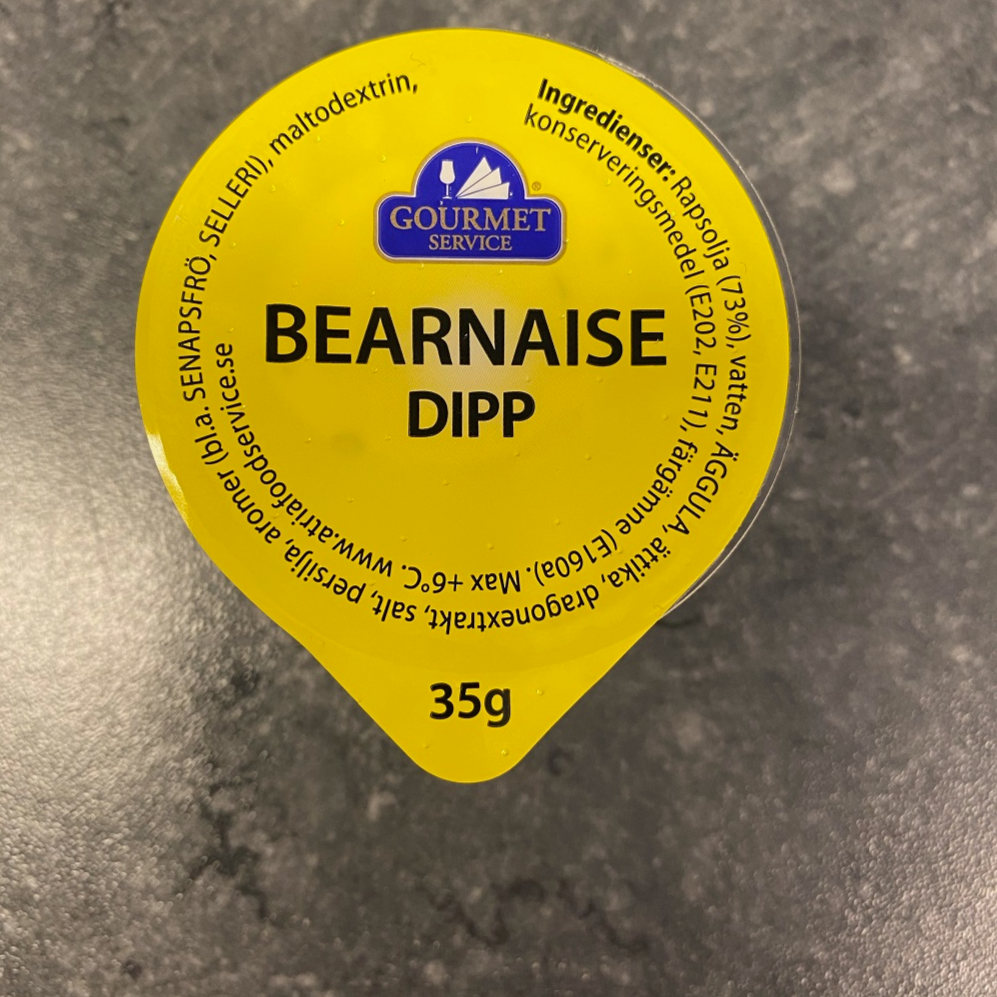 GOURMET
SERVICE
®
BEARNAISE
DIPP
Ingredienser: Rapsolja (73%), vatten, ÄGGULA, ättika, dragonextrakt, salt, persilja, aromer (bl.a. SENAPSFRÖ, SELLERI), maltodextrin,
konserveringsmedel (E202, E211), färgämne (E160a). Max +6°C. www.atriafoodservice.se
35g